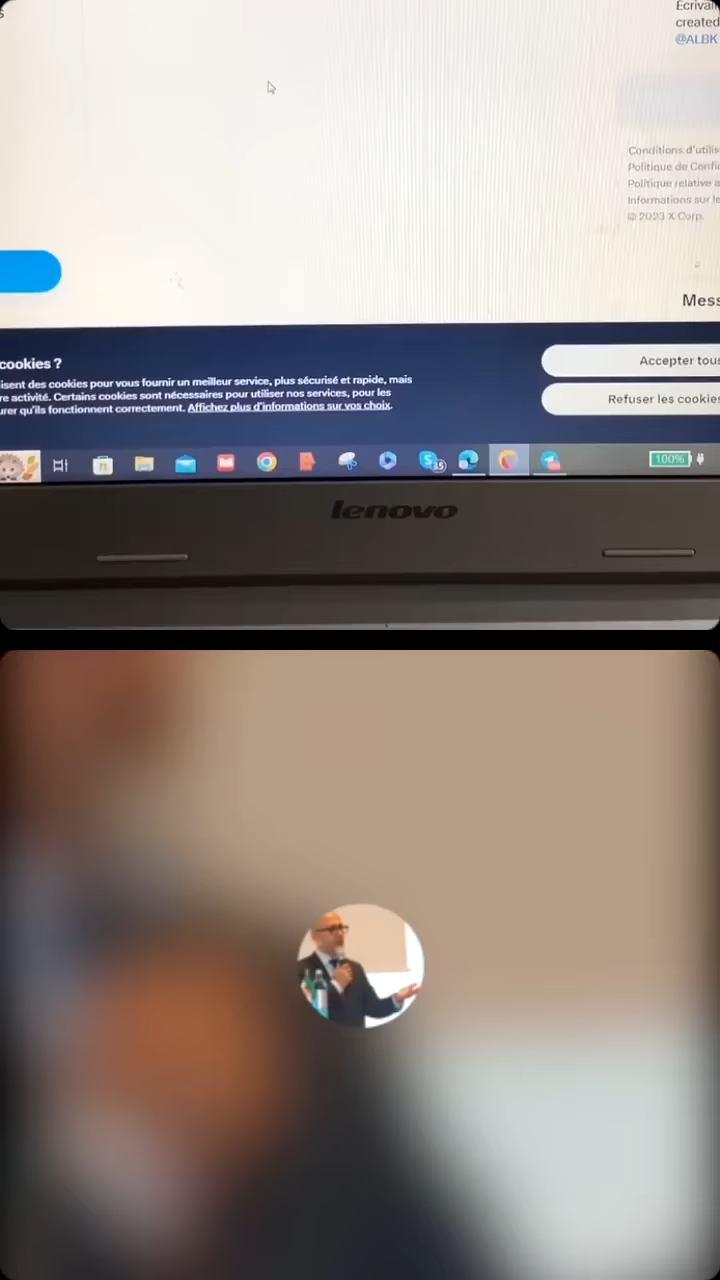 Ecrivain
created
@ALBK
Conditions d'utilis
Politique de Confid
Politique relative a
Informations sur le
© 2023 X Corp.
Mess
cookies ?
isent des cookies pour vous fournir un meilleur service, plus sécurisé et rapide, mais
re activité. Certains cookies sont nécessaires pour utiliser nos services, pour les
urer qu'ils fonctionnent correctement. Affichez plus d'informations sur vos choix.
Accepter tous
Refuser les cookies
15
100%
lenovo